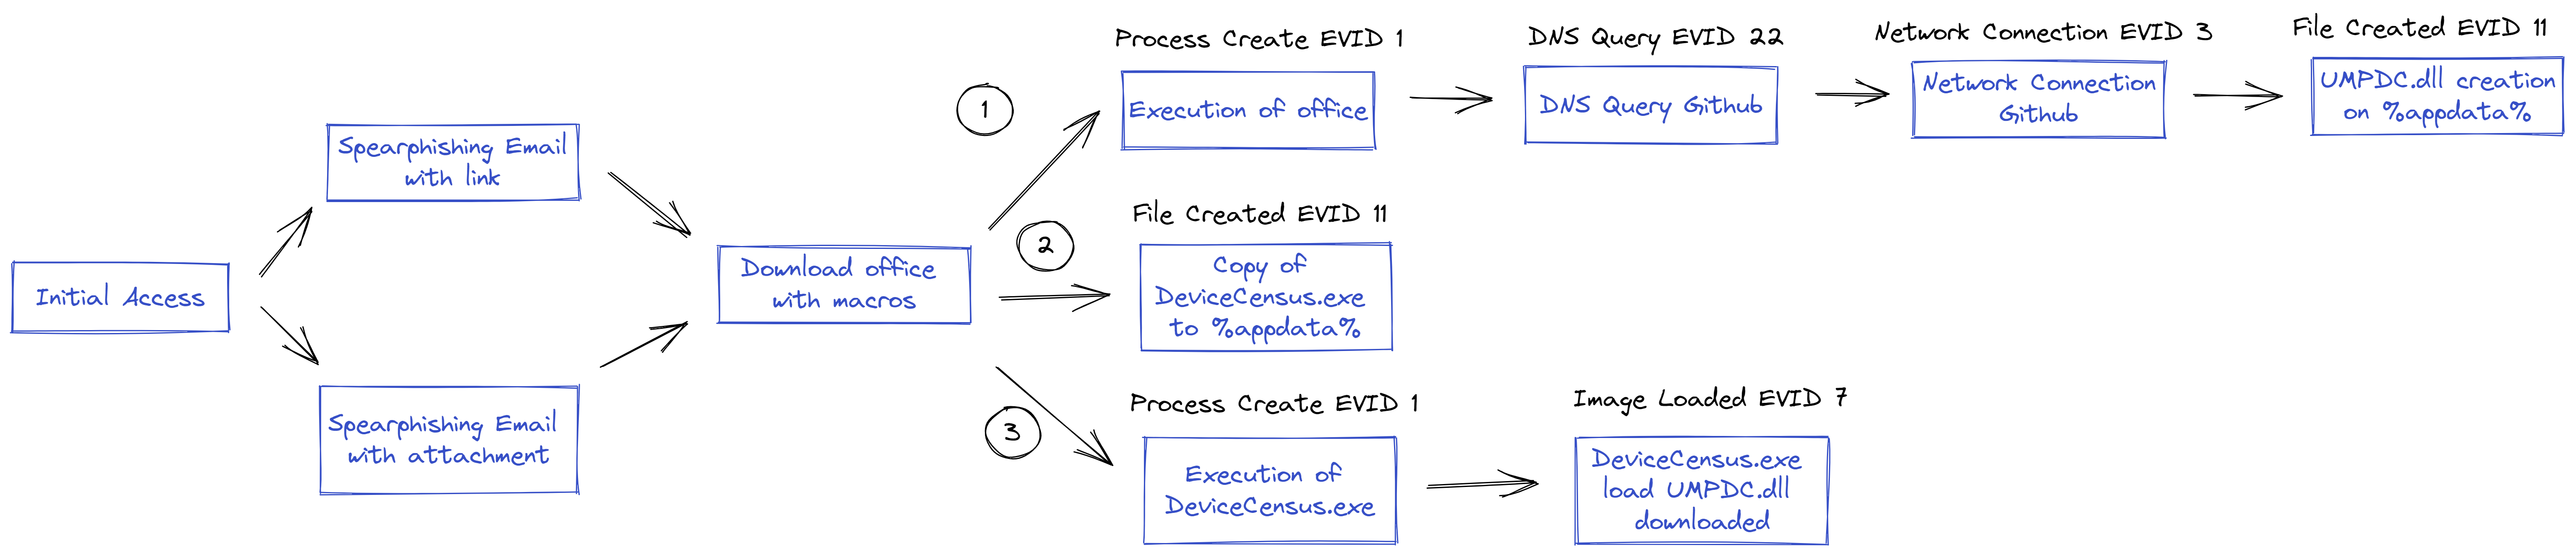 Initial Access
Spearphishing Email
with link
Spearphishing Email
with attachment
Download office
with macros
1
Process Create EVID 1
Execution of office
DNS Query EVID 22
DNS Query Github
Network Connection EVID 3
Network Connection
Github
File Created EVID 11
UMPDC.dll creation
on %appdata%
2
File Created EVID 11
Copy of
DeviceCensus.exe
to %appdata%
3
Process Create EVID 1
Execution of
DeviceCensus.exe
Image Loaded EVID 7
DeviceCensus.exe
load UMPDC.dll
downloaded